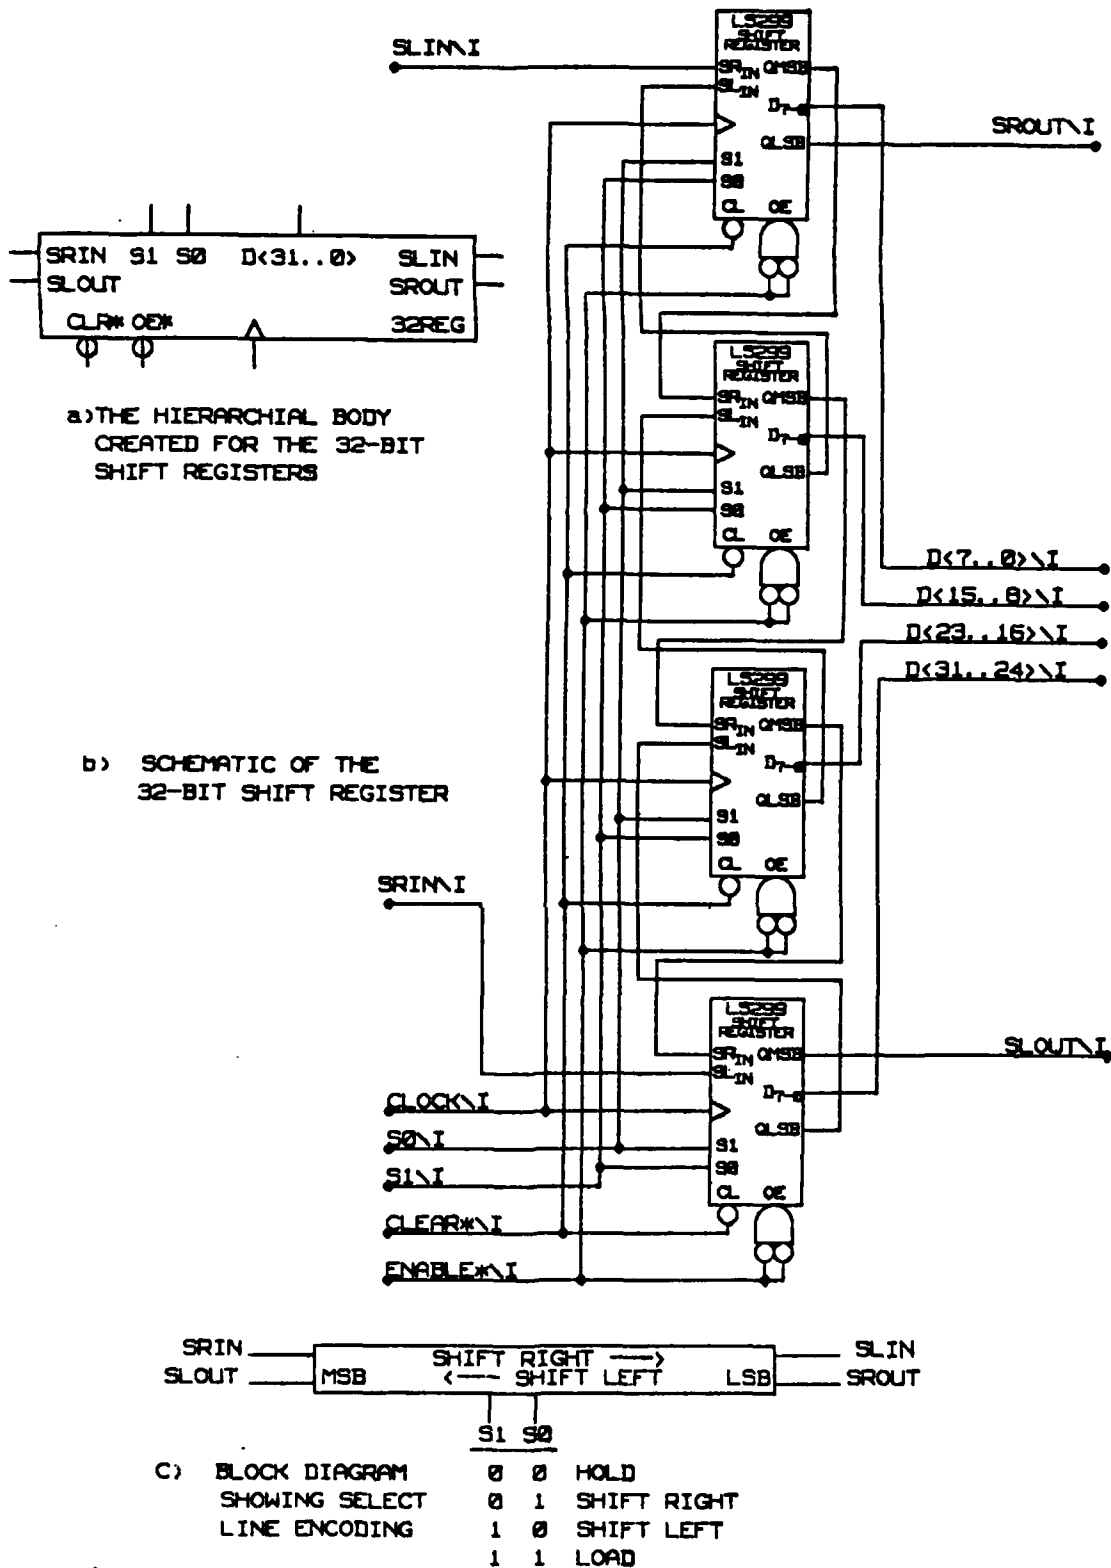 SLIN\I
LS299
SHIFT
REGISTER
SRIN QMSB
SLIN
D7-0
QLSB
S1
S0
CL OE
SROUT\I
SRIN S1 S0 D<31..0> SLIN
SLOUT SROUT
CLR* OE* 32REG
a)THE HIERARCHIAL BODY
CREATED FOR THE 32-BIT
SHIFT REGISTERS
LS299
SHIFT
REGISTER
SRIN QMSB
SLIN
D7-0
QLSB
S1
S0
CL OE
D<7..0>\I
D<15..8>\I
D<23..16>\I
D<31..24>\I
LS299
SHIFT
REGISTER
SRIN QMSB
SLIN
D7-0
QLSB
S1
S0
CL OE
b) SCHEMATIC OF THE
32-BIT SHIFT REGISTER
SRIN\I
LS299
SHIFT
REGISTER
SRIN QMSB
SLIN
D7-0
QLSB
S1
S0
CL OE
SLOUT\I
CLOCK\I
S0\I
S1\I
CLEAR*\I
ENABLE*\I
SRIN SHIFT RIGHT ---> SLIN
SLOUT MSB <--- SHIFT LEFT LSB SROUT
S1 S0
C) BLOCK DIAGRAM 0 0 HOLD
SHOWING SELECT 0 1 SHIFT RIGHT
LINE ENCODING 1 0 SHIFT LEFT
1 1 LOAD